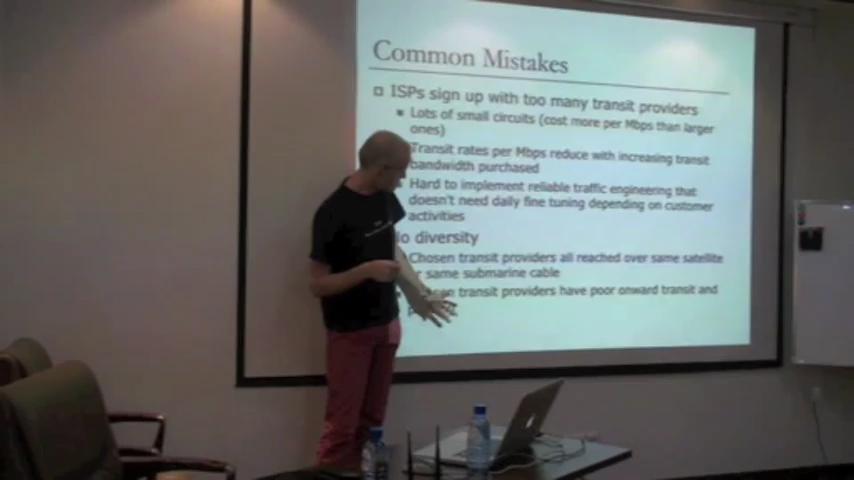 Common Mistakes
ISPs sign up with too many transit providers
Lots of small circuits (cost more per Mbps than larger
ones)
Transit rates per Mbps reduce with increasing transit
bandwidth purchased
Hard to implement reliable traffic engineering that
doesn't need daily fine tuning depending on customer
activities
No diversity
Chosen transit providers all reached over same satellite
or same submarine cable
transit providers have poor onward transit and